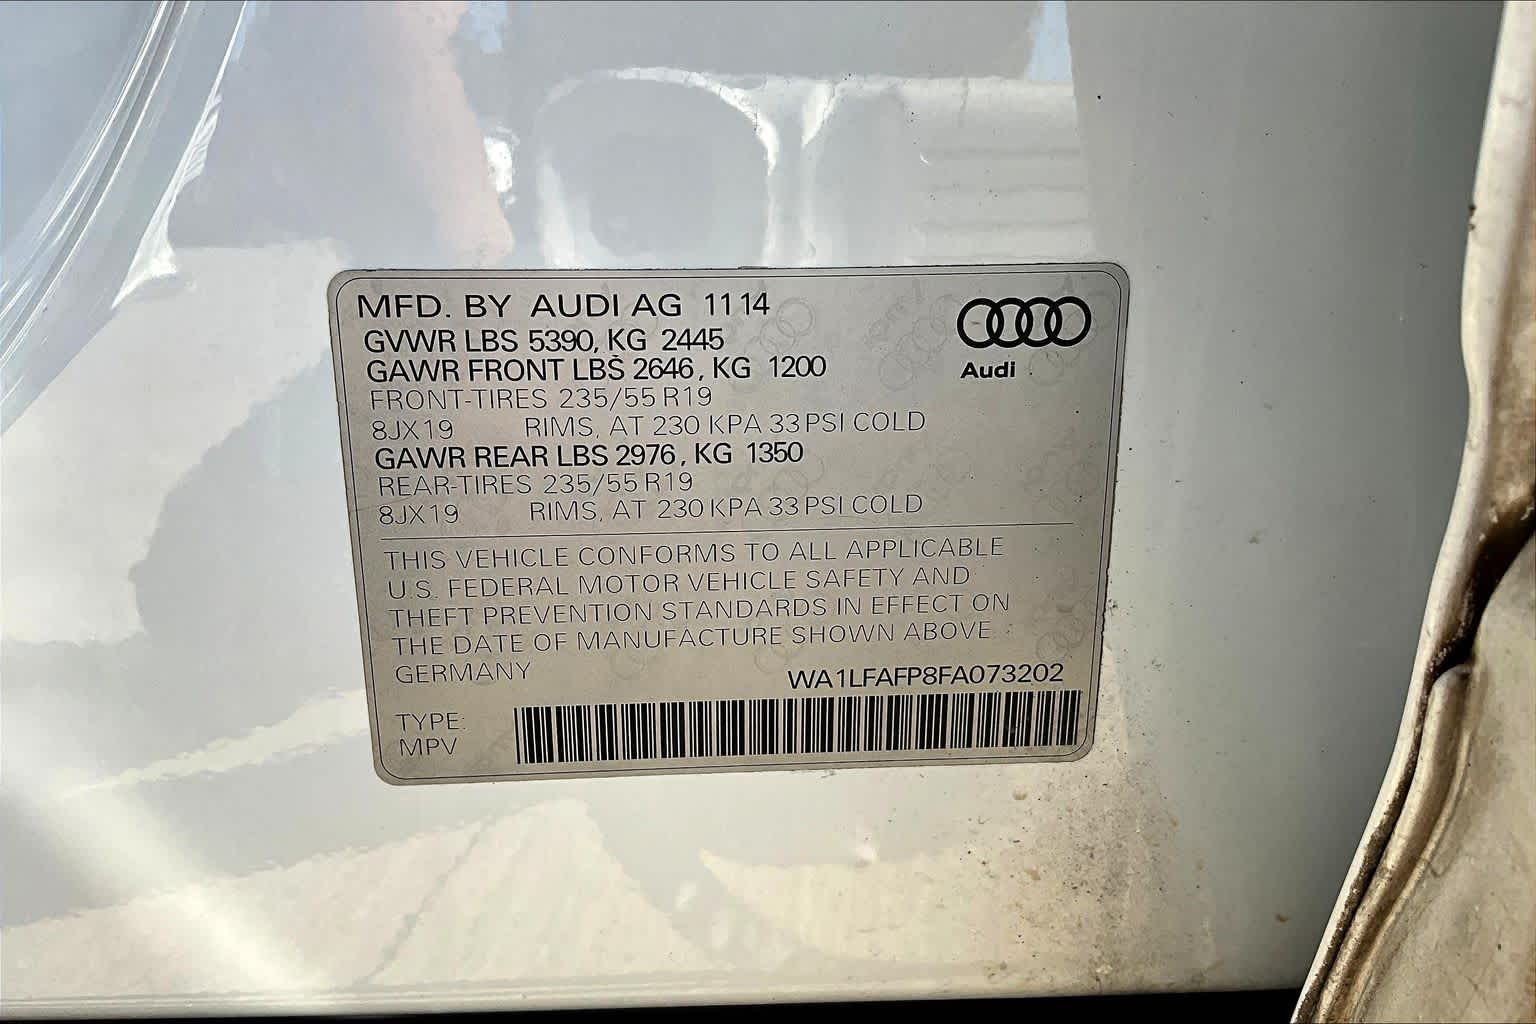 MFD. BY AUDI AG 11 14
GVWR LBS 5390, KG 2445
GAWR FRONT LBS 2646, KG 1200
FRONT-TIRES 235/55 R19
8JX19 RIMS, AT 230 KPA 33 PSI COLD
GAWR REAR LBS 2976, KG 1350
REAR-TIRES 235/55 R19
8JX19 RIMS, AT 230 KPA 33 PSI COLD
Audi
THIS VEHICLE CONFORMS TO ALL APPLICABLE
U.S. FEDERAL MOTOR VEHICLE SAFETY AND
THEFT PREVENTION STANDARDS IN EFFECT ON
THE DATE OF MANUFACTURE SHOWN ABOVE.
GERMANY WA1LFAFP8FA073202
TYPE:
MPV